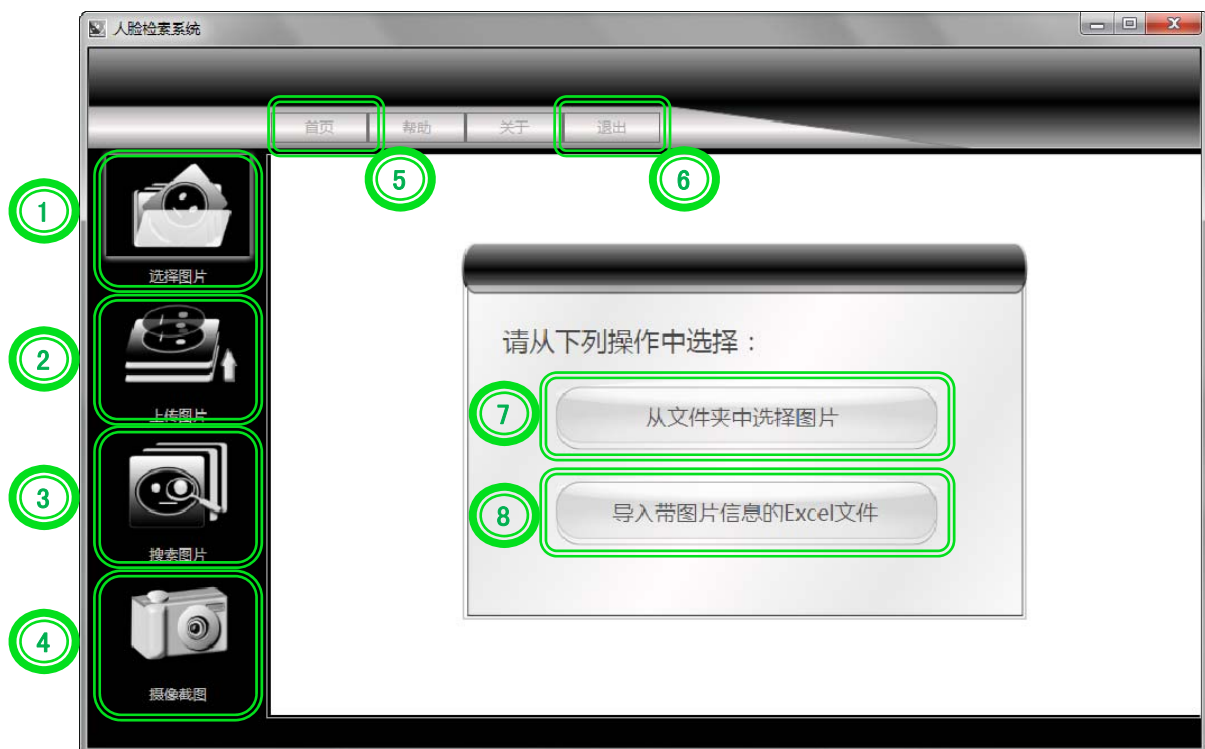 人脸检索系统
首页 帮助 关于 退出
5 6
1
选择图片
2
上传图片
3
搜索图片
4
摄像截图
请从下列操作中选择：
7 从文件夹中选择图片
8 导入带图片信息的Excel文件